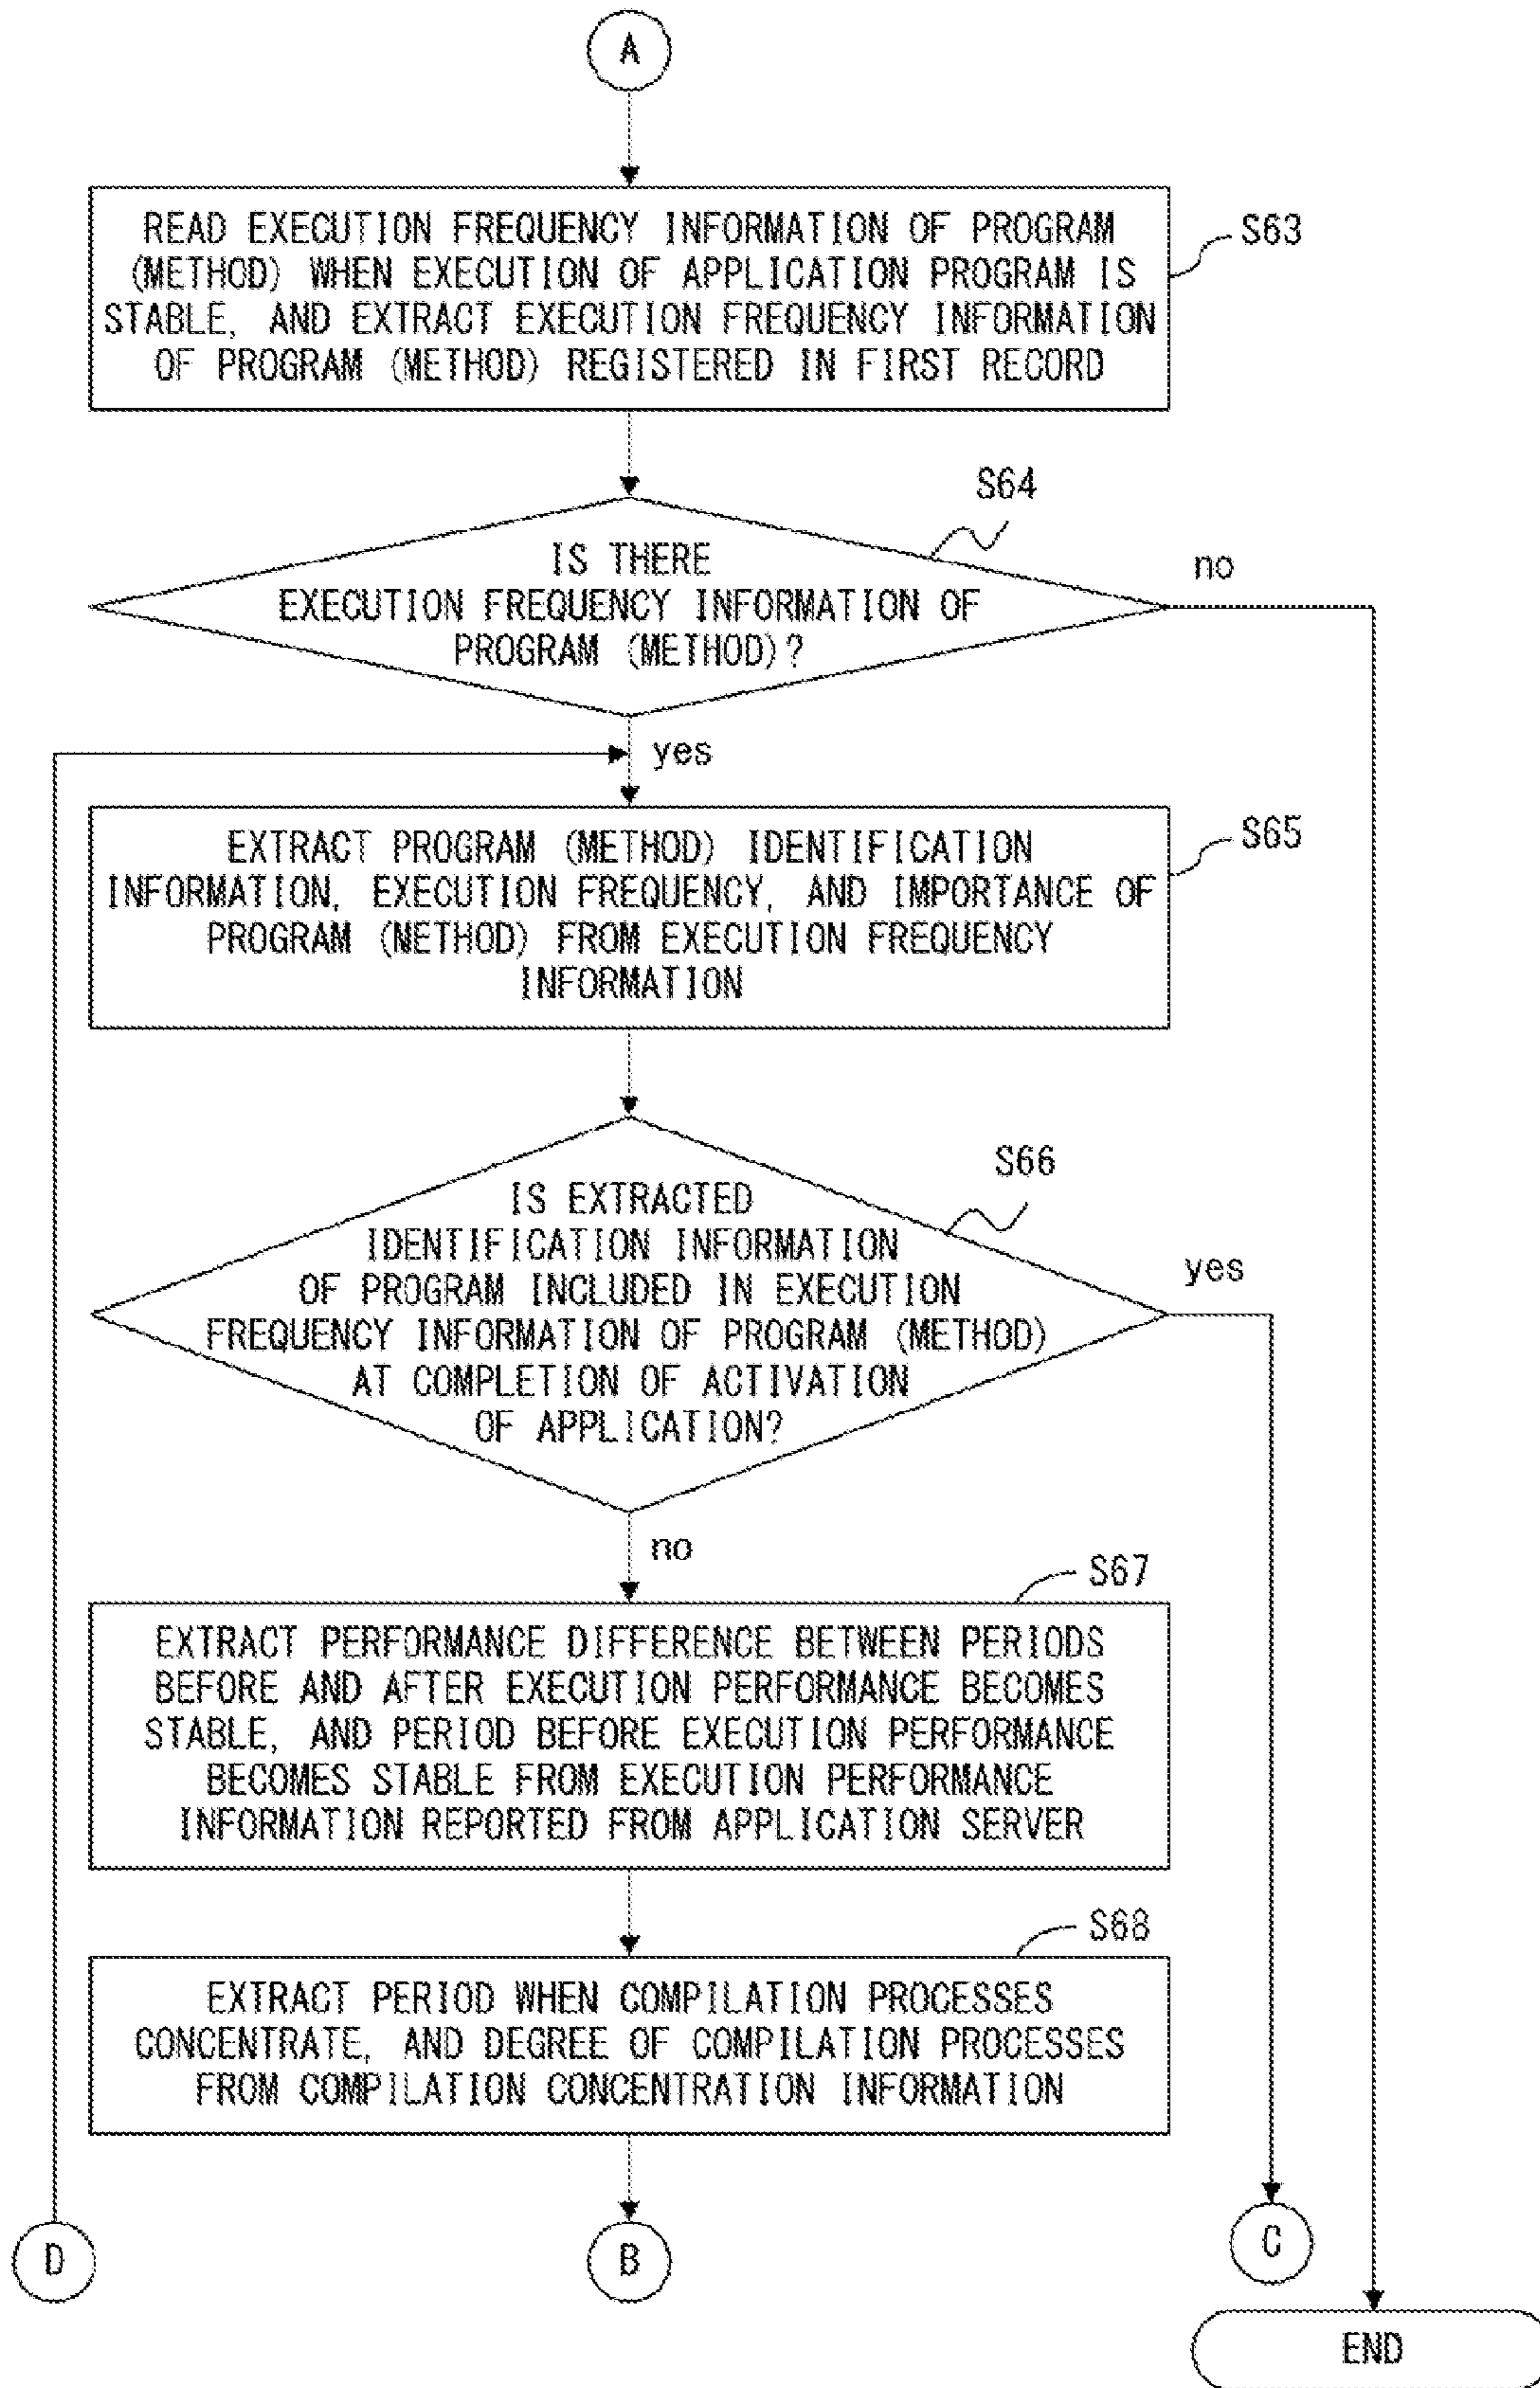 A
READ EXECUTION FREQUENCY INFORMATION OF PROGRAM
(METHOD) WHEN EXECUTION OF APPLICATION PROGRAM IS
STABLE, AND EXTRACT EXECUTION FREQUENCY INFORMATION
OF PROGRAM (METHOD) REGISTERED IN FIRST RECORD
S63
S64
IS THERE
EXECUTION FREQUENCY INFORMATION OF
PROGRAM (METHOD)?
no
yes
EXTRACT PROGRAM (METHOD) IDENTIFICATION
INFORMATION, EXECUTION FREQUENCY, AND IMPORTANCE OF
PROGRAM (METHOD) FROM EXECUTION FREQUENCY
INFORMATION
S65
S66
IS EXTRACTED
IDENTIFICATION INFORMATION
OF PROGRAM INCLUDED IN EXECUTION
FREQUENCY INFORMATION OF PROGRAM (METHOD)
AT COMPLETION OF ACTIVATION
OF APPLICATION?
yes
no
S67
EXTRACT PERFORMANCE DIFFERENCE BETWEEN PERIODS
BEFORE AND AFTER EXECUTION PERFORMANCE BECOMES
STABLE, AND PERIOD BEFORE EXECUTION PERFORMANCE
BECOMES STABLE FROM EXECUTION PERFORMANCE
INFORMATION REPORTED FROM APPLICATION SERVER
S68
EXTRACT PERIOD WHEN COMPILATION PROCESSES
CONCENTRATE, AND DEGREE OF COMPILATION PROCESSES
FROM COMPILATION CONCENTRATION INFORMATION
D
B
C
END